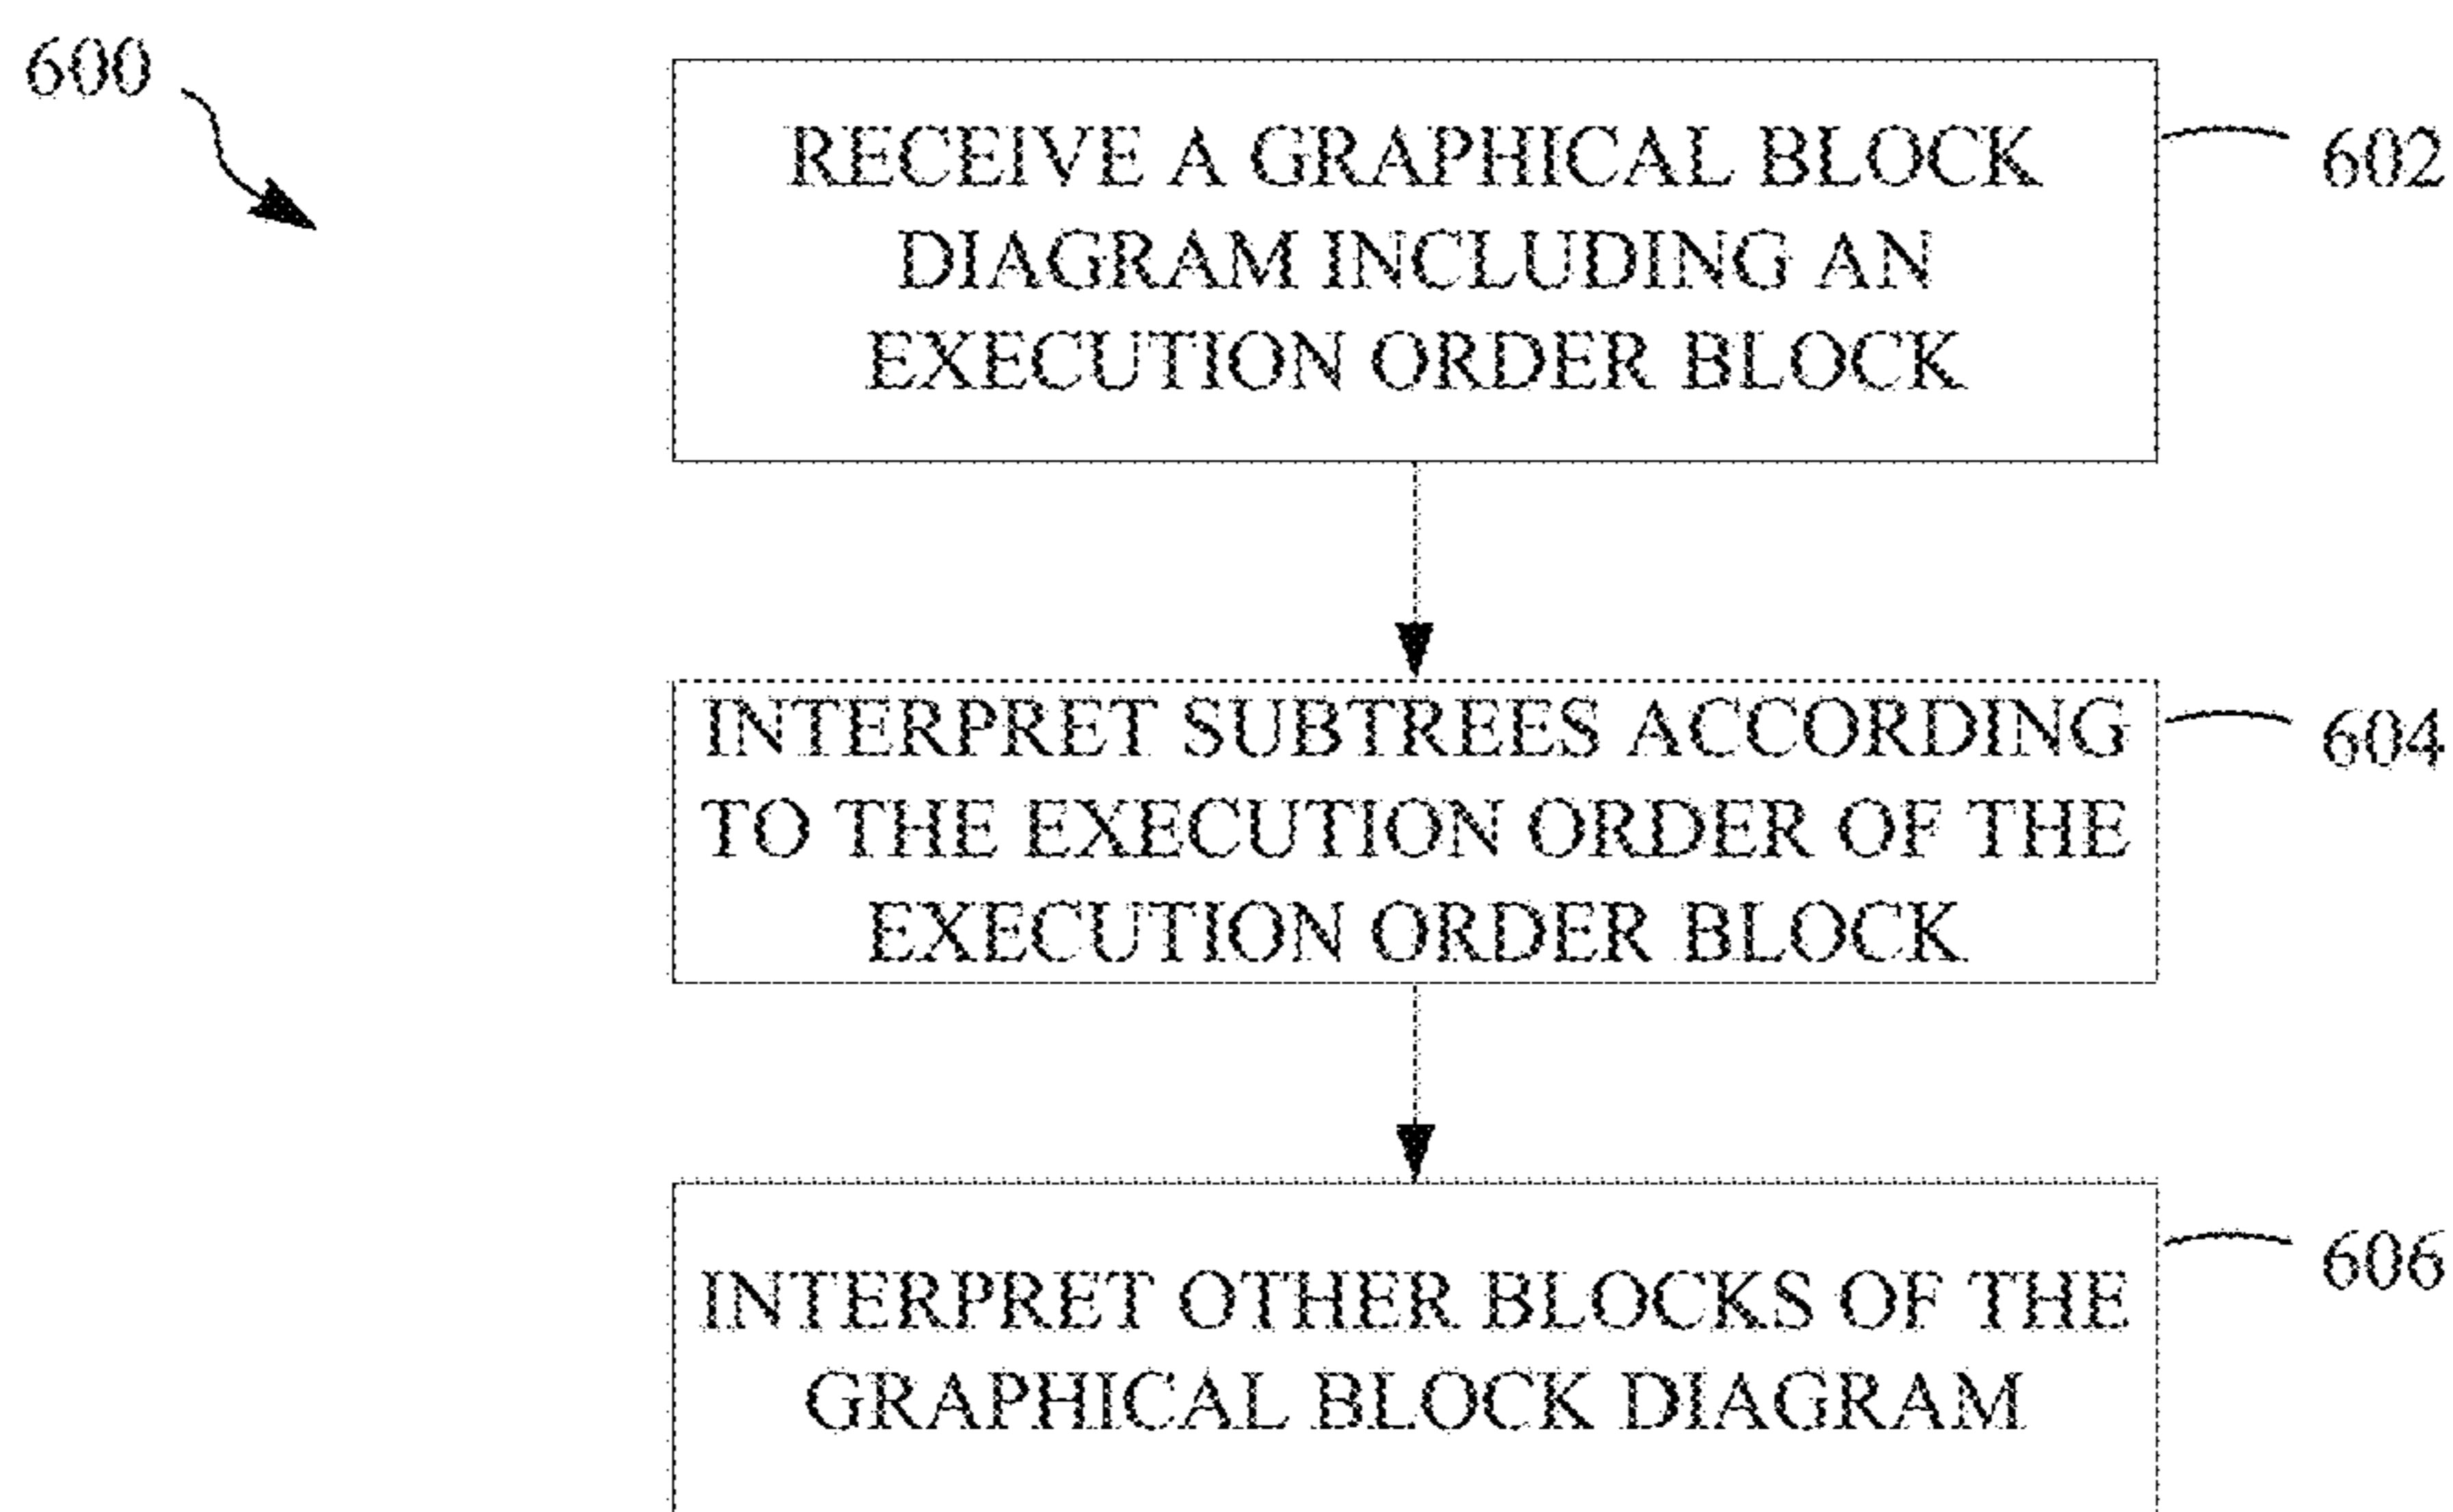 600
RECEIVE A GRAPHICAL BLOCK
DIAGRAM INCLUDING AN
EXECUTION ORDER BLOCK
602
INTERPRET SUBTREES ACCORDING
TO THE EXECUTION ORDER OF THE
EXECUTION ORDER BLOCK
604
INTERPRET OTHER BLOCKS OF THE
GRAPHICAL BLOCK DIAGRAM
606